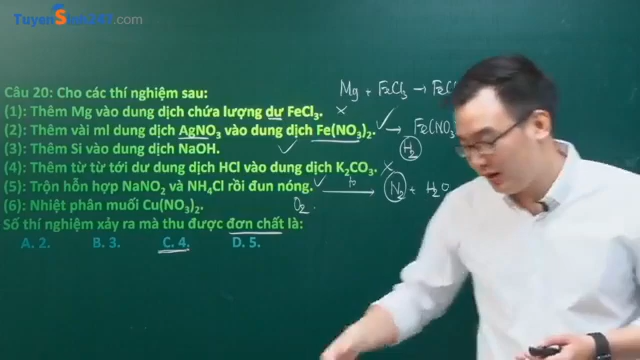 Tuyensinh247.com
Câu 20: Cho các thí nghiệm sau:
(1): Thêm Mg vào dung dịch chứa lượng dư FeCl₃.
(2): Thêm vài ml dung dịch AgNO₃ vào dung dịch Fe(NO₃)₂.
(3): Thêm Si vào dung dịch NaOH.
(4): Thêm từ từ tới dư dung dịch HCl vào dung dịch K₂CO₃.
(5): Trộn hỗn hợp NaNO₂ và NH₄Cl rồi đun nóng.
(6): Nhiệt phân muối Cu(NO₃)₂.
Số thí nghiệm xảy ra mà thu được đơn chất là:
A. 2. B. 3. C. 4. D. 5.
Mg + FeCl₃ →
→ Fe(NO₃
H₂
→ N₂ + H₂O
O₂